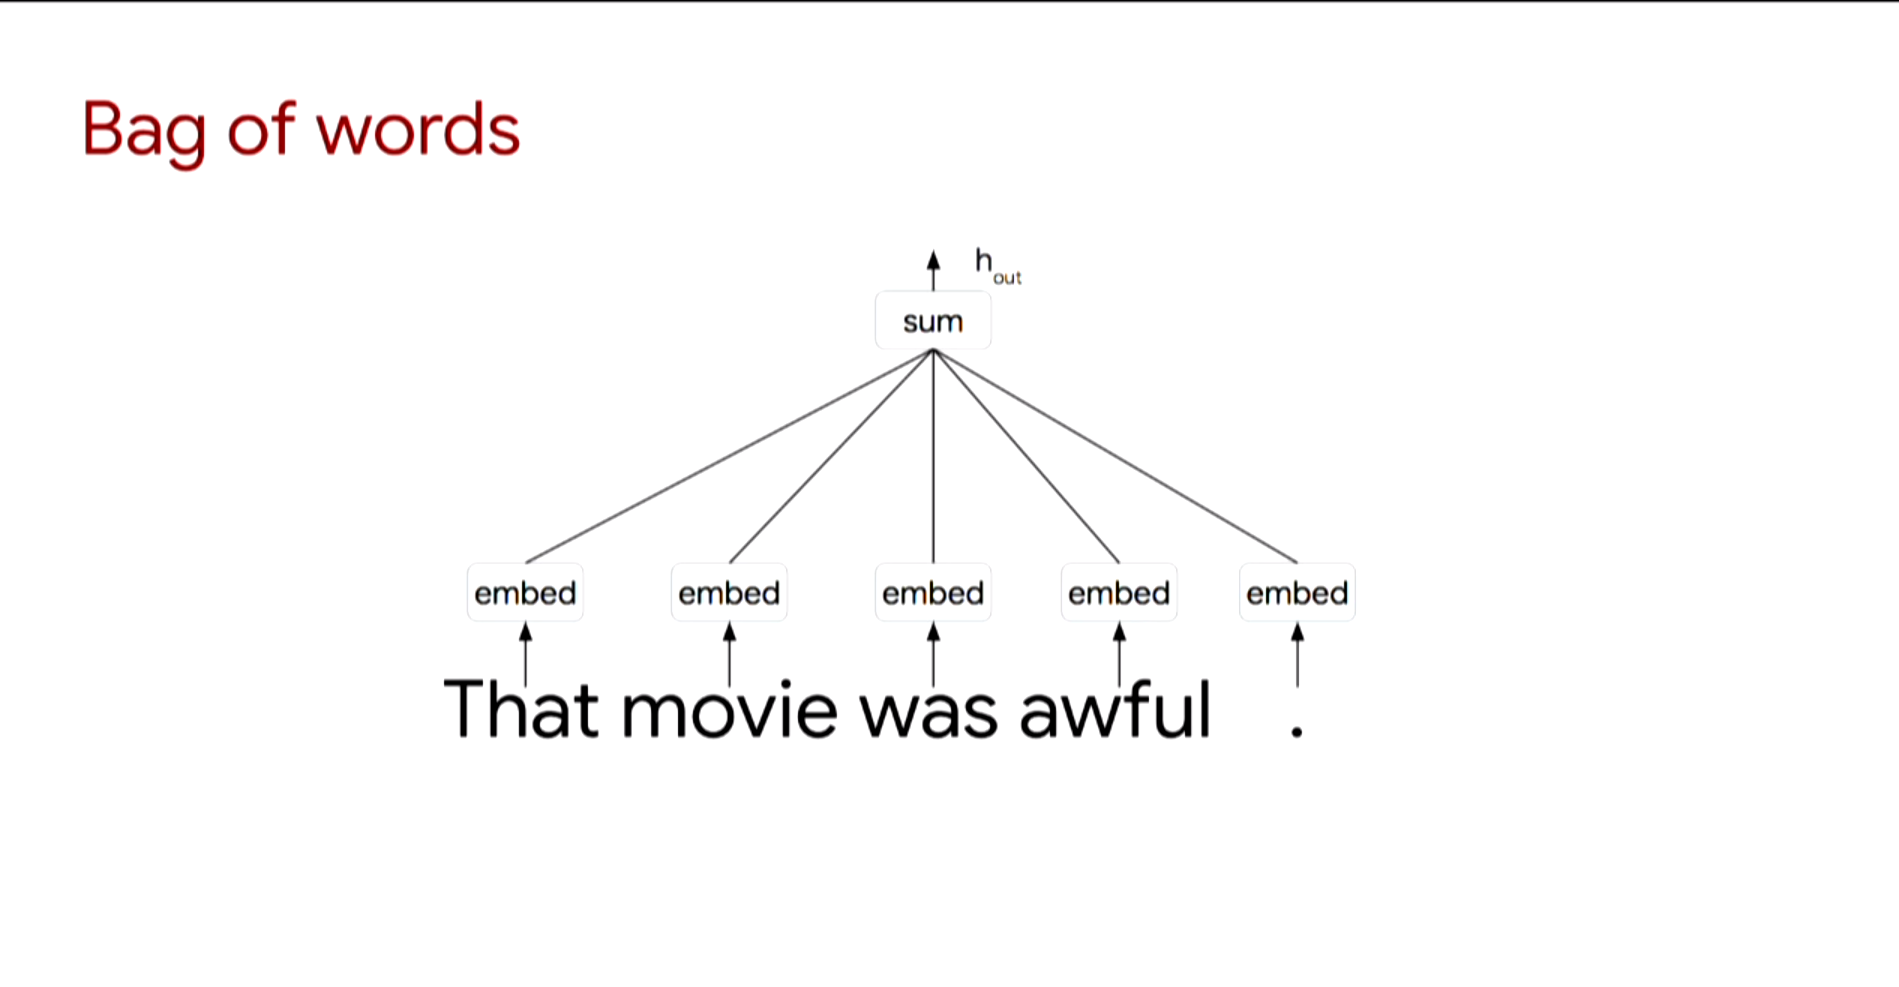 Bag of words
h out
sum
embed embed embed embed embed
That movie was awful .